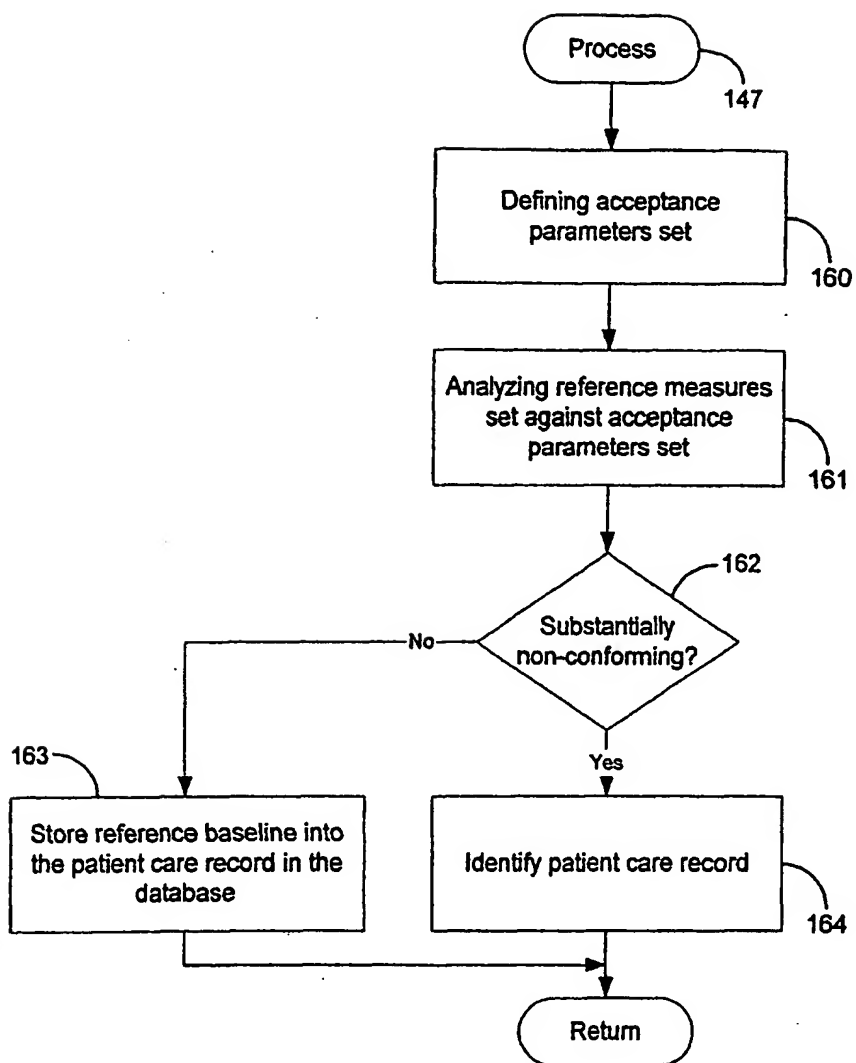 Process
147
Defining acceptance
parameters set
160
Analyzing reference measures
set against acceptance
parameters set
161
162
Substantially
non-conforming?
No
Yes
163
Store reference baseline into
the patient care record in the
database
Identify patient care record
164
Return